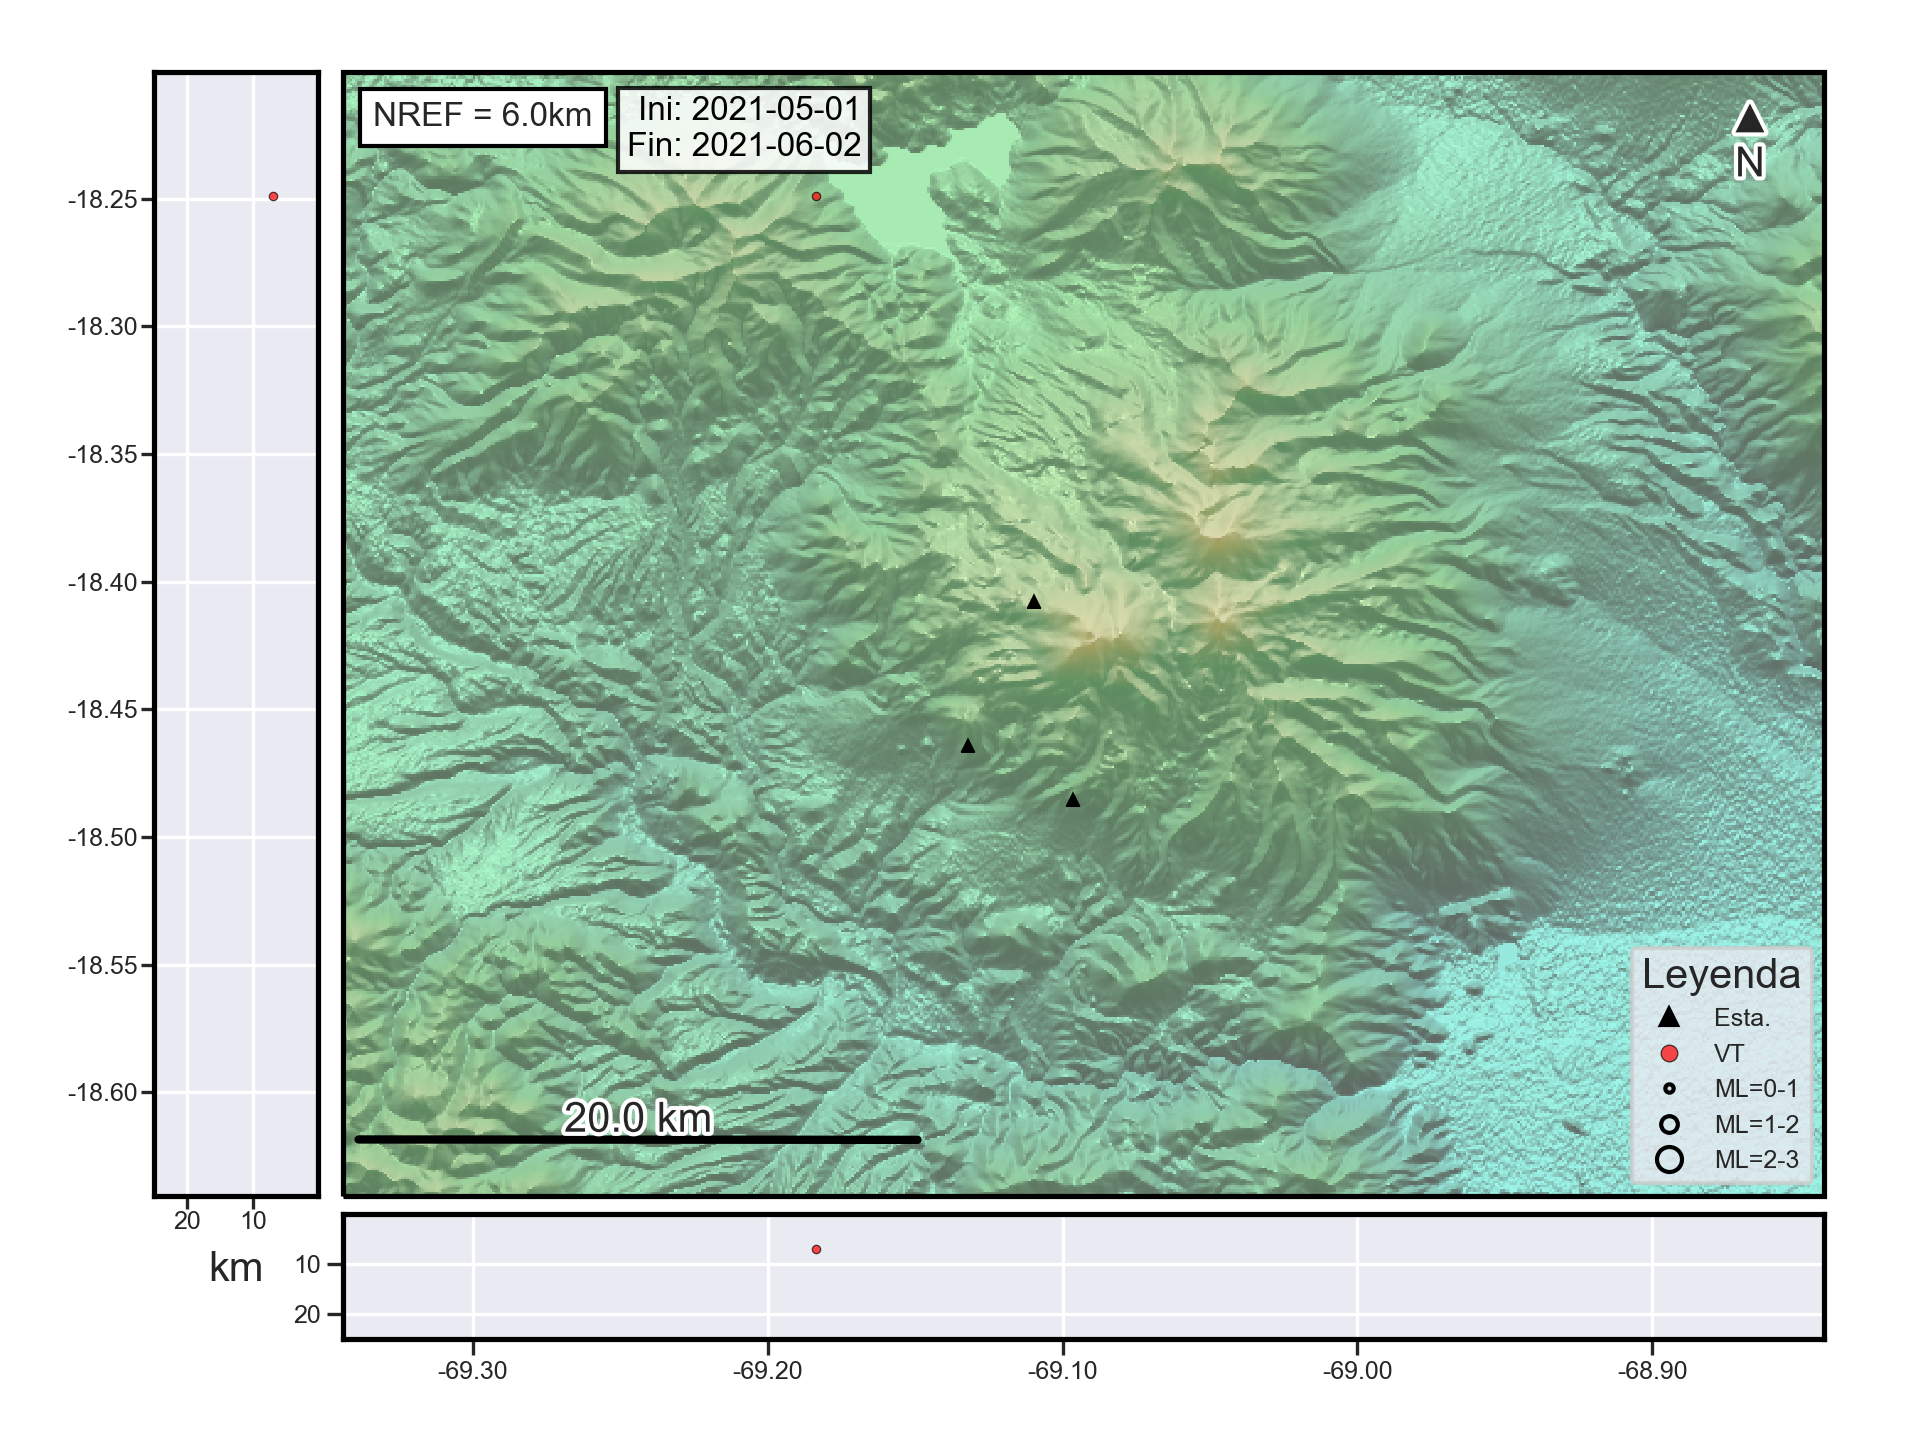 NREF = 6.0km
Ini: 2021-05-01
Fin: 2021-06-02
N
-18.25
-18.30
-18.35
-18.40
-18.45
-18.50
-18.55
-18.60
20.0 km
Leyenda
Esta.
VT
ML=0-1
ML=1-2
ML=2-3
20 10
km
10
20
-69.30 -69.20 -69.10 -69.00 -68.90